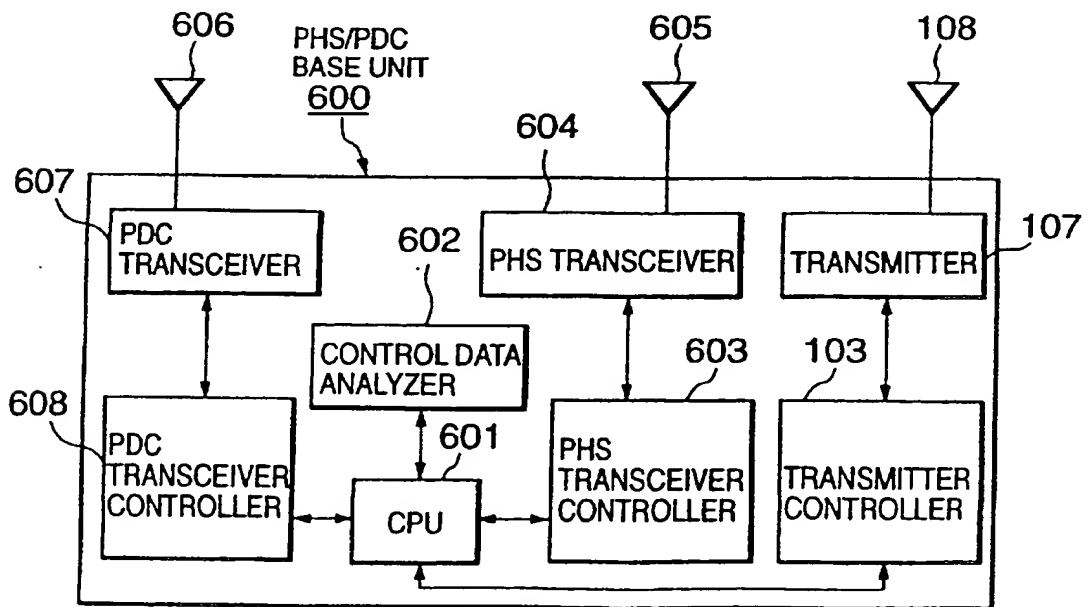 606
PHS/PDC
BASE UNIT
600
605
108
604
607
PDC
TRANSCEIVER
602
PHS TRANSCEIVER
TRANSMITTER
107
CONTROL DATA
ANALYZER
603
103
608
PDC
TRANSCEIVER
CONTROLLER
601
CPU
PHS
TRANSCEIVER
CONTROLLER
TRANSMITTER
CONTROLLER